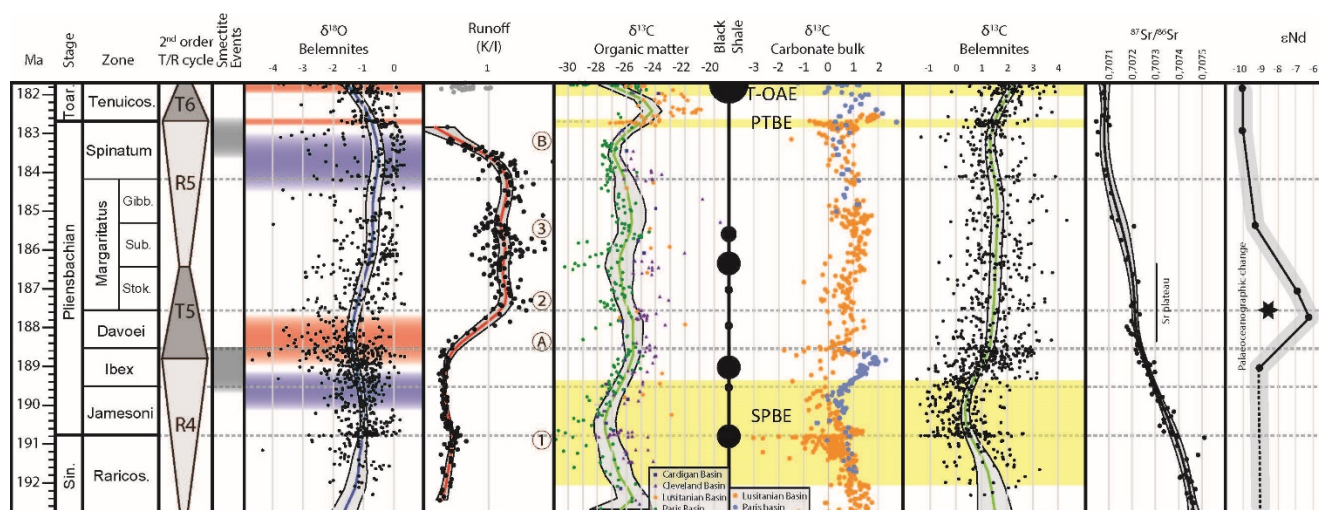 δ¹⁸O
Belemnites
Runoff
(K/I)
δ¹³C
Organic matter
Black
Shale
δ¹³C
Carbonate bulk
δ¹³C
Belemnites
⁸⁷Sr/⁸⁶Sr
εNd
Ma
Stage
Zone
2nd order
T/R cycle
Smectite
Events
-4 -3 -2 -1 0
1
-30 -28 -26 -24 -22 -20
-2 -1 0 1 2
-1 0 1 2 3 4
0,7071
0,7072
0,7073
0,7074
0,7075
-10 -9 -8 -7 -6
182
183
184
185
186
187
188
189
190
191
192
Toar.
Pliensbachian
Sin.
Tenuicos.
Spinatum
Margaritatus
Gibb.
Sub.
Stok.
Davoei
Ibex
Jamesoni
Raricos.
T6
R5
T5
R4
B
3
2
A
1
T-OAE
PTBE
SPBE
Sr plateau
Palaeoceanographic change
Cardigan Basin
Cleveland Basin
Lusitanian Basin
Paris Basin
Lusitanian Basin
Paris basin